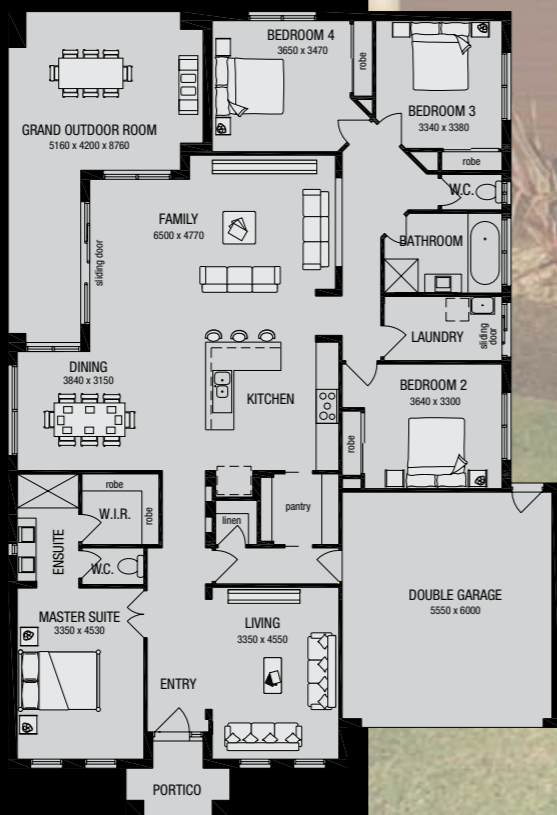 BEDROOM 4
3650 x 3470
robe
BEDROOM 3
3340 x 3380
robe
GRAND OUTDOOR ROOM
5160 x 4200 x 8760
W.C.
FAMILY
6500 x 4770
sliding door
BATHROOM
LAUNDRY
sliding
door
DINING
3840 x 3150
KITCHEN
BEDROOM 2
3640 x 3300
robe
robe
W.I.R.
robe
linen
pantry
ENSUITE
W.C.
DOUBLE GARAGE
5550 x 6000
MASTER SUITE
3350 x 4530
LIVING
3350 x 4550
ENTRY
PORTICO